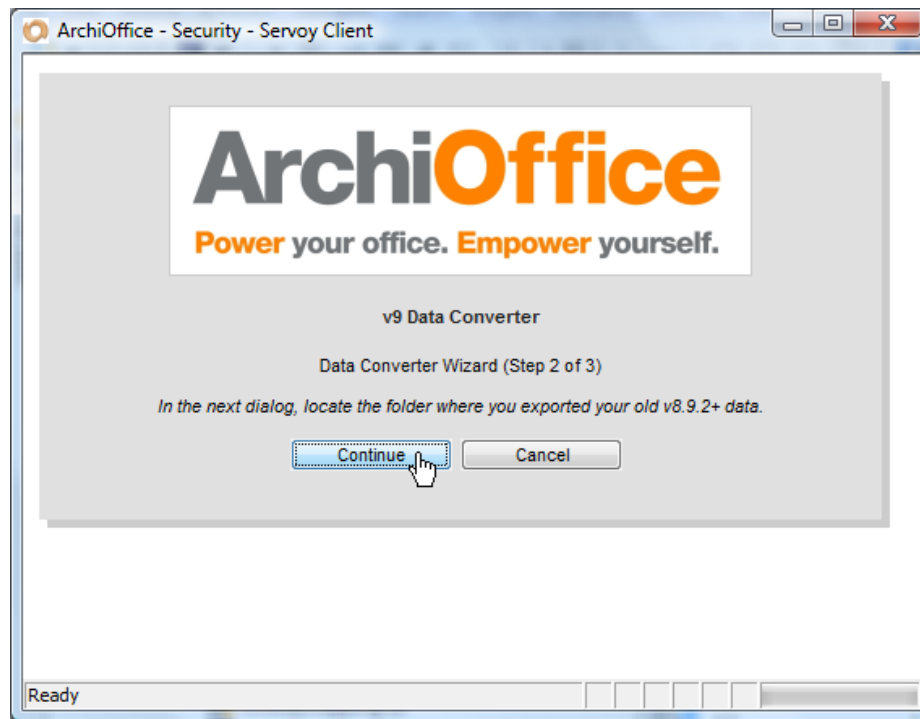 ArchiOffice - Security - Servoy Client
ArchiOffice
Power your office. Empower yourself.
v9 Data Converter
Data Converter Wizard (Step 2 of 3)
In the next dialog, locate the folder where you exported your old v8.9.2+ data.
Continue
Cancel
Ready